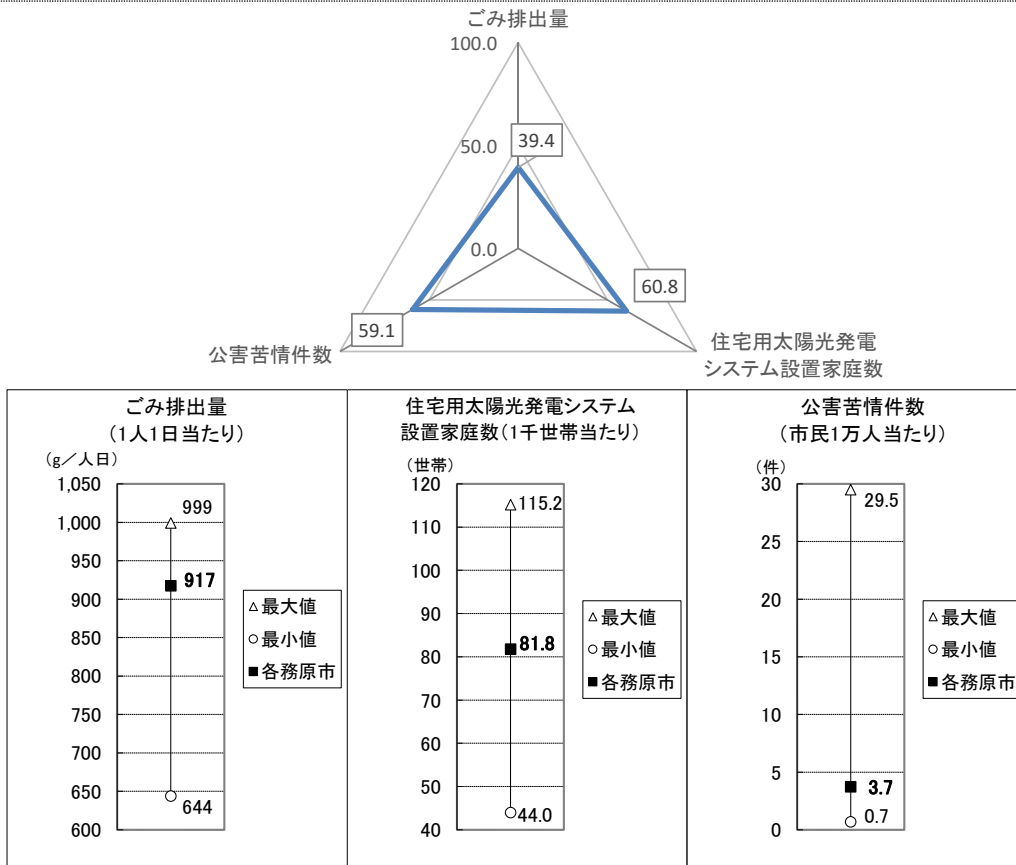 ごみ排出量
100.0
50.0
39.4
0.0
60.8
59.1
公害苦情件数
住宅用太陽光発電
システム設置家庭数
ごみ排出量
(1人1日当たり)
(g/人日)
1,050
1,000
950
900
850
800
750
700
650
600
999
917
644
△最大値
○最小値
■各務原市
住宅用太陽光発電システム
設置家庭数(1千世帯当たり)
(世帯)
120
110
100
90
80
70
60
50
40
115.2
81.8
44.0
△最大値
○最小値
■各務原市
公害苦情件数
(市民1万人当たり)
(件)
30
25
20
15
10
5
0
29.5
3.7
0.7
△最大値
○最小値
■各務原市